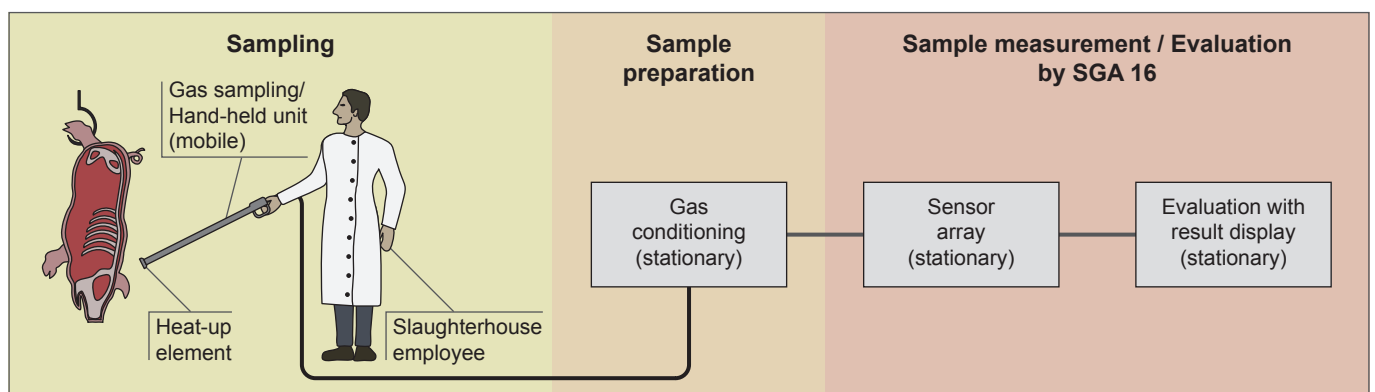 Sampling
Gas sampling/
Hand-held unit
(mobile)
Heat-up
element
Slaughterhouse
employee
Sample
preparation
Gas
conditioning
(stationary)
Sample measurement / Evaluation
by SGA 16
Sensor
array
(stationary)
Evaluation with
result display
(stationary)